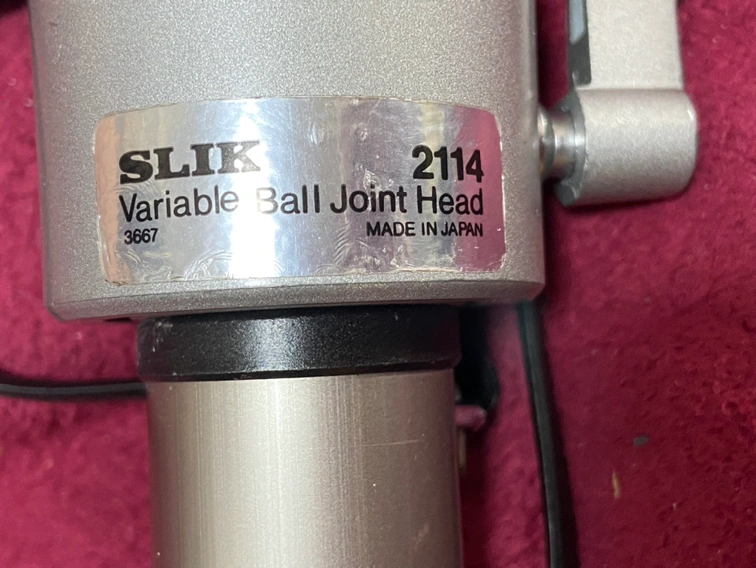 SLIK 2114
Variable Ball Joint Head
3667 MADE IN JAPAN